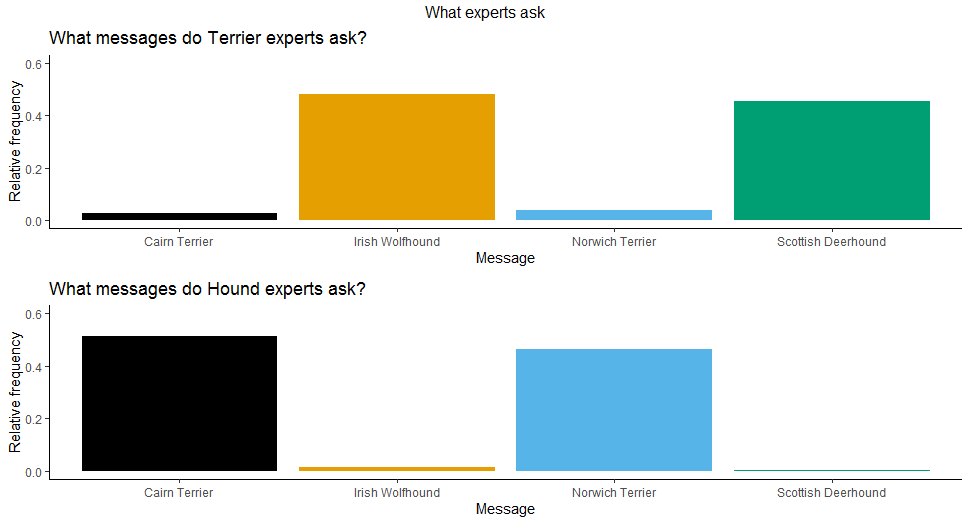 What experts ask
What messages do Terrier experts ask?
Relative frequency
0.6
0.4
0.2
0.0
Cairn Terrier Irish Wolfhound Norwich Terrier Scottish Deerhound
Message
What messages do Hound experts ask?
Relative frequency
0.6
0.4
0.2
0.0
Cairn Terrier Irish Wolfhound Norwich Terrier Scottish Deerhound
Message